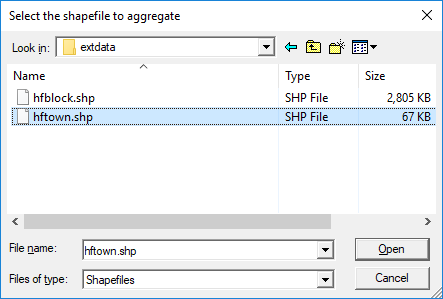 Select the shapefile to aggregate
Look in: extdata
Name Type Size
hfblock.shp SHP File 2,805 KB
hftown.shp SHP File 67 KB
File name: hftown.shp Open
Files of type: Shapefiles Cancel